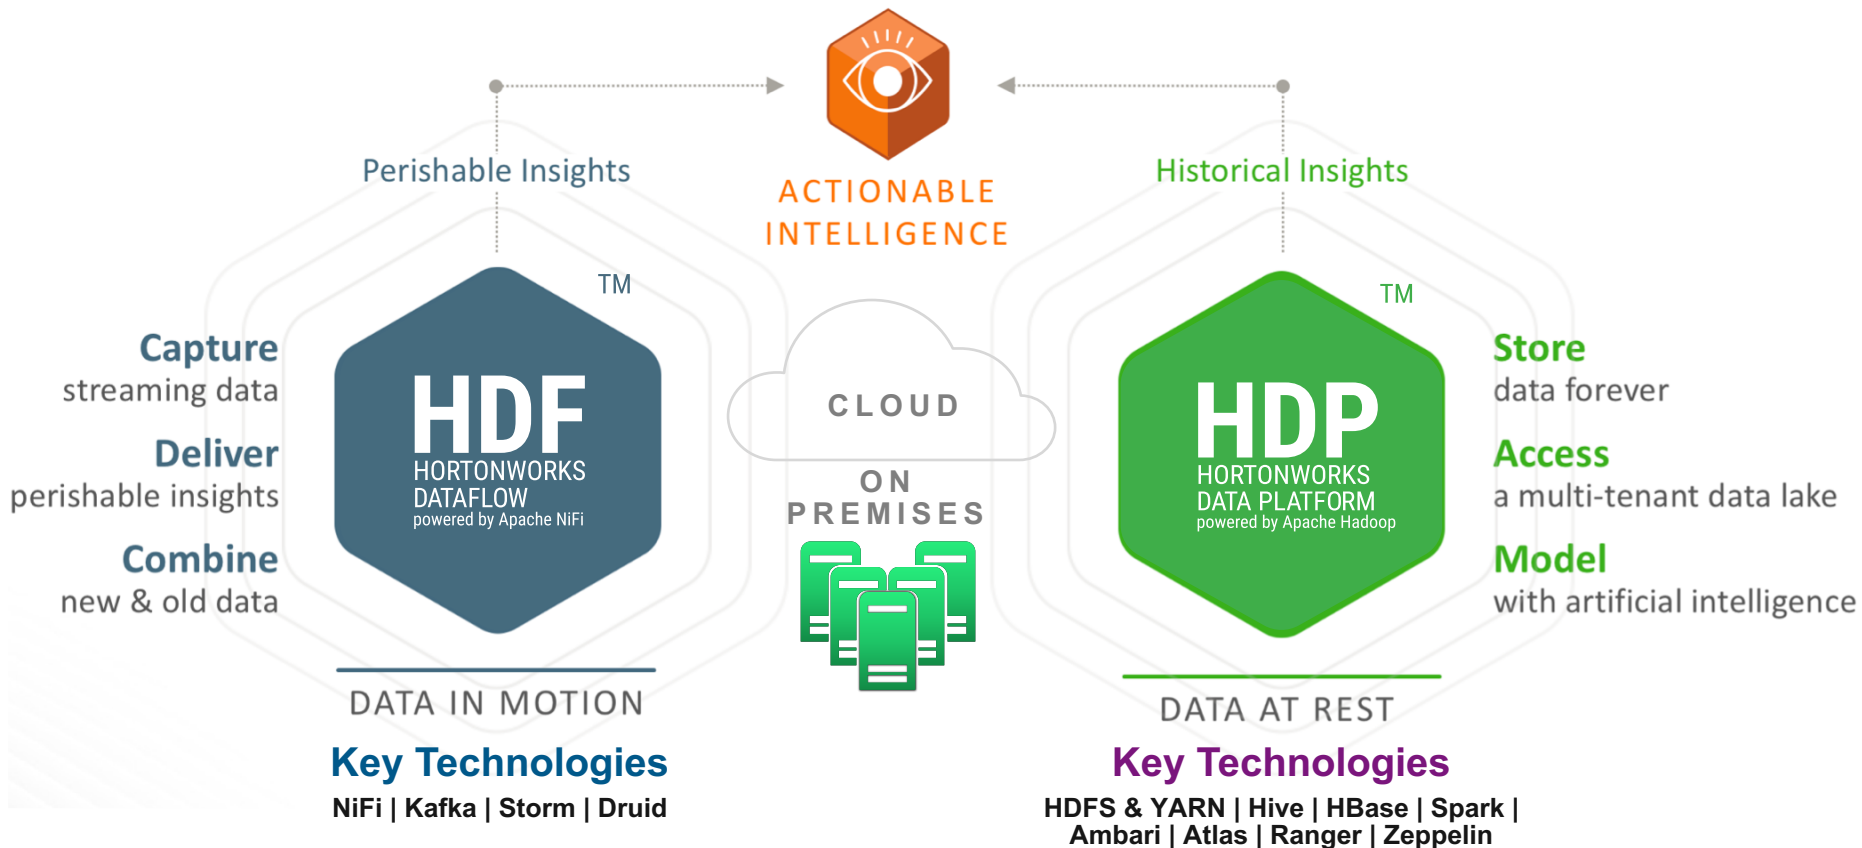 Perishable Insights
ACTIONABLE
INTELLIGENCE
Historical Insights
TM
Capture
streaming data
Deliver
perishable insights
Combine
new & old data
HDF
HORTONWORKS
DATAFLOW
powered by Apache NiFi
DATA IN MOTION
Key Technologies
NiFi | Kafka | Storm | Druid
CLOUD
ON
PREMISES
TM
HDP
HORTONWORKS
DATA PLATFORM
powered by Apache Hadoop
Store
data forever
Access
a multi-tenant data lake
Model
with artificial intelligence
DATA AT REST
Key Technologies
HDFS & YARN | Hive | HBase | Spark |
Ambari | Atlas | Ranger | Zeppelin